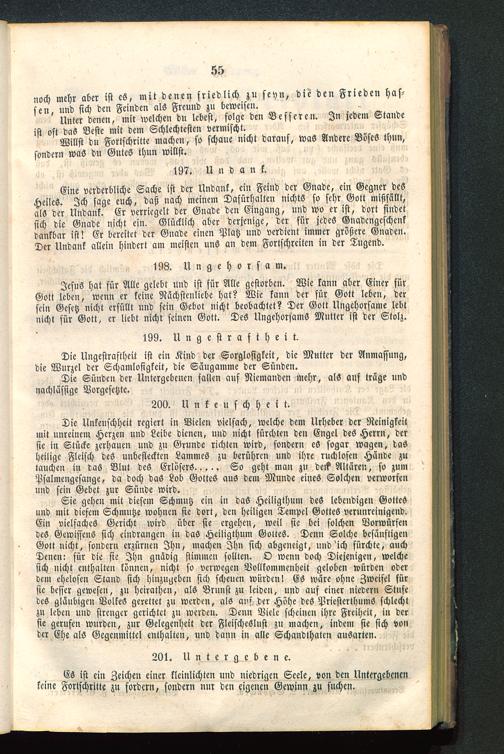 55
noch mehr aber ist es, mit denen friedlich zu seyn, die den Frieden has-
sen, und sich den Feinden als Freund zu beweisen.
Unter denen, mit welchen du lebest, folge den Besseren. In jedem Stande
ist oft das Beste mit dem Schlechtesten vermischt.
Willst du Fortschritte machen, so schaue nicht darauf, was Andere Böses thun,
sondern was du Gutes thun willst.
197. Undank.
Eine verderbliche Sache ist der Undank, ein Feind der Gnade, ein Gegner des
Heiles. Ich sage euch, daß nach meinem Dafürhalten nichts so sehr Gott mißfällt,
als der Undank. Er verriegelt der Gnade den Eingang, und wo er ist, dort findet
sich die Gnade nicht ein. Glücklich aber derjenige, der für jedes Gnadengeschenk
dankbar ist! Er bereitet der Gnade einen Platz und verdient immer größere Gnaden.
Der Undank allein hindert am meisten uns an dem Fortschreiten in der Tugend.
198. Ungehorsam.
Jesus hat für Alle gelebt und ist für Alle gestorben. Wie kann aber Einer für
Gott leben, wenn er keine Nächstenliebe hat? Wie kann der für Gott leben, der
sein Gesetz nicht erfüllt und sein Gebot nicht beobachtet? Der Gott Ungehorsame lebt
nicht für Gott, er liebt nicht seinen Gott. Des Ungehorsams Mutter ist der Stolz.
199. Ungestraftheit.
Die Ungestraftheit ist ein Kind der Sorglosigkeit, die Mutter der Anmassung,
die Wurzel der Schamlosigkeit, die Säugamme der Sünden.
Die Sünden der Untergebenen fallen auf Niemanden mehr, als auf träge und
nachlässige Vorgesetzte.
200. Unkeuschheit.
Die Unkeuschheit regiert in Vielen vielfach, welche dem Urheber der Reinigkeit
mit unreinem Herzen und Leibe dienen, und nicht fürchten den Engel des Herrn, der
sie in Stücke zerhauen und zu Grunde richten wird, sondern es sogar wagen, das
heilige Fleisch des unbefleckten Lammes zu berühren und ihre ruchlosen Hände zu
tauchen in das Blut des Erlösers..... So geht man zu den Altären, so zum
Psalmengesange, da doch das Lob Gottes aus dem Munde eines Solchen verworfen
und sein Gebet zur Sünde wird.
Sie gehen mit diesem Schmutz ein in das Heiligthum des lebendigen Gottes
und mit diesem Schmutze wohnen sie dort, den heiligen Tempel Gottes verunreinigend.
Ein vielfaches Gericht wird über sie ergehen, weil sie bei solchen Vorwürfen
des Gewissens sich eindrangen in das Heiligthum Gottes. Denn Solche besänftigen
Gott nicht, sondern erzürnen Ihn, machen Ihn sich abgeneigt, und ich fürchte, auch
Denen: für die sie Ihn gnädig stimmen sollten. O wenn doch Diejenigen, welche
sich nicht enthalten können, nicht so verwegen Vollkommenheit geloben würden oder
dem ehelosen Stand sich hinzugeben sich scheuen würden! Es wäre ohne Zweifel für
sie besser gewesen, zu heirathen, als Brunst zu leiden, und auf einer niedern Stufe
des gläubigen Volkes gerettet zu werden, als auf der Höhe des Priesterthums schlecht
zu leben und strenger gerichtet zu werden. Denn Viele scheinen ihre Freiheit, in der
sie gerufen wurden, zur Gelegenheit der Fleischeslust zu machen, indem sie sich von
der Ehe als Gegenmittel enthalten, und dann in alle Schandthaten ausarten.
201. Untergebene.
Es ist ein Zeichen einer kleinlichten und niedrigen Seele, von den Untergebenen
keine Fortschritte zu fordern, sondern nur den eigenen Gewinn zu suchen.